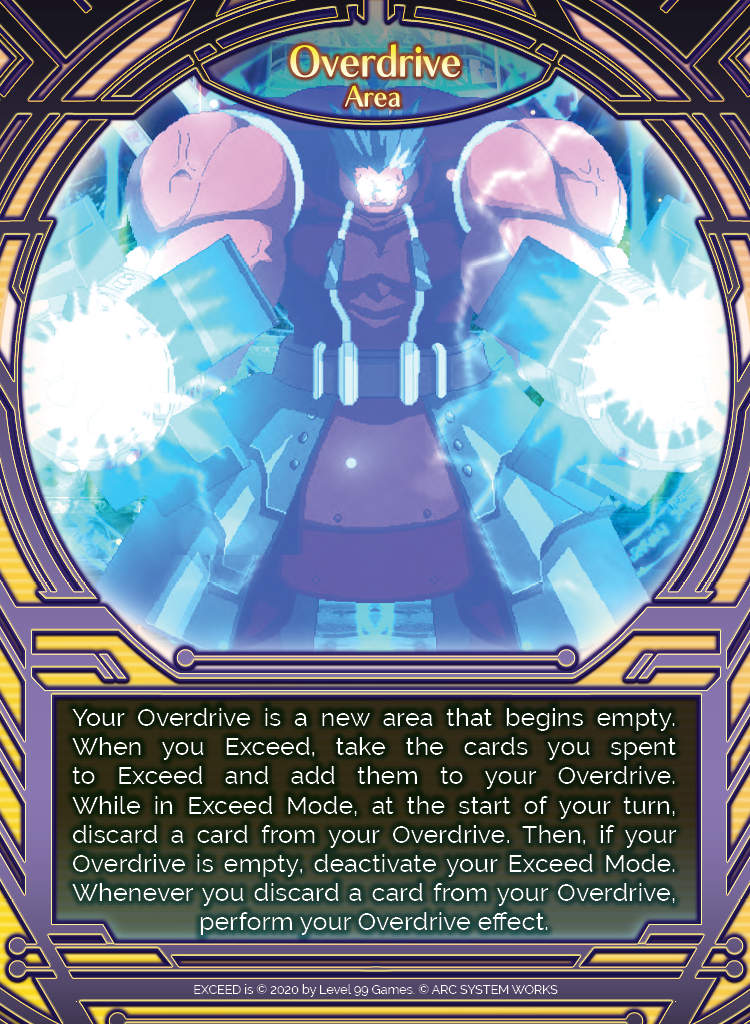 Overdrive
Area
Your Overdrive is a new area that begins empty.
When you Exceed, take the cards you spent
to Exceed and add them to your Overdrive.
While in Exceed Mode, at the start of your turn,
discard a card from your Overdrive. Then, if your
Overdrive is empty, deactivate your Exceed Mode.
Whenever you discard a card from your Overdrive,
perform your Overdrive effect.
EXCEED is © 2020 by Level 99 Games. © ARC SYSTEM WORKS